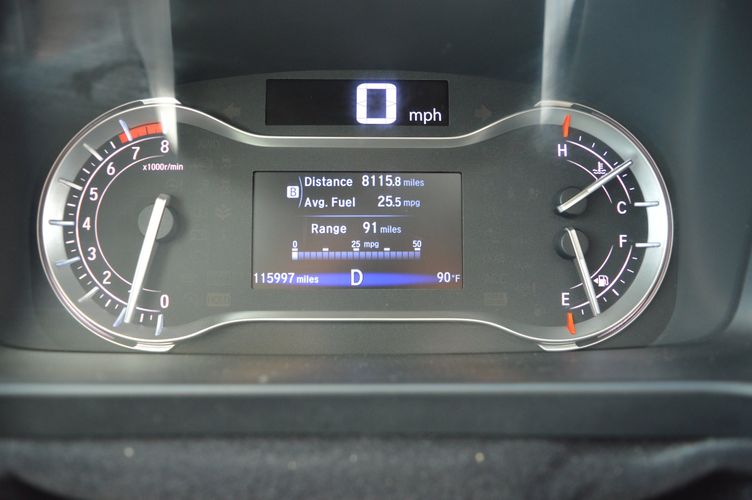 0 mph
8
7
6
5
4
3
2
1
0
x1000r/min
B
Distance 8115.8 miles
Avg. Fuel 25.5 mpg
Range 91 miles
0 25 mpg 50
115997 miles D 90°F
H
C
F
E